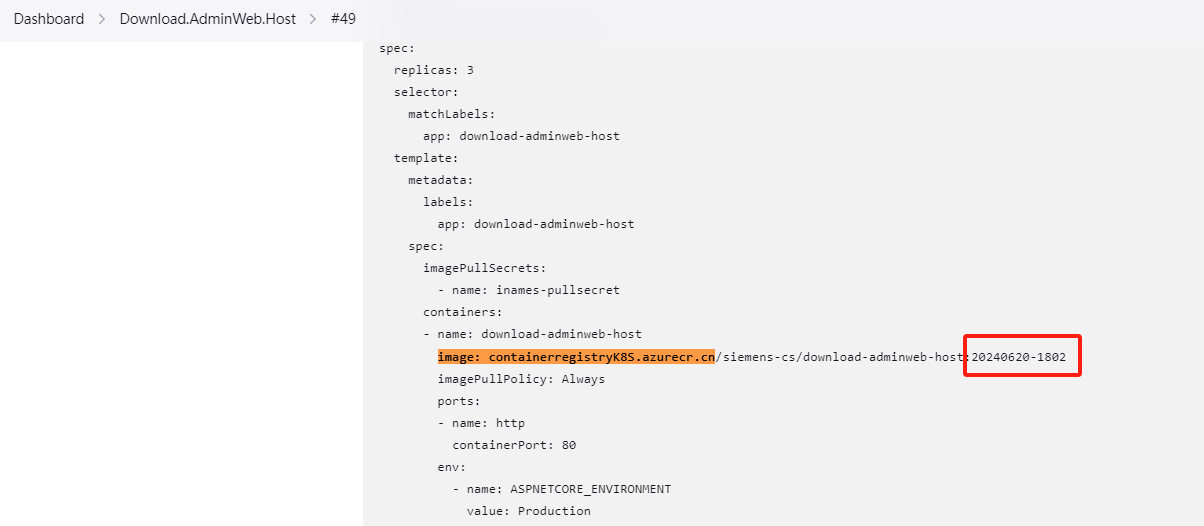 Dashboard > Download.AdminWeb.Host > #49
spec:
  replicas: 3
  selector:
    matchLabels:
      app: download-adminweb-host
  template:
    metadata:
      labels:
        app: download-adminweb-host
    spec:
      imagePullSecrets:
        - name: inames-pullsecret
      containers:
      - name: download-adminweb-host
        image: containerregistryK8S.azurecr.cn/siemens-cs/download-adminweb-host:20240620-1802
        imagePullPolicy: Always
        ports:
        - name: http
          containerPort: 80
        env:
          - name: ASPNETCORE_ENVIRONMENT
            value: Production